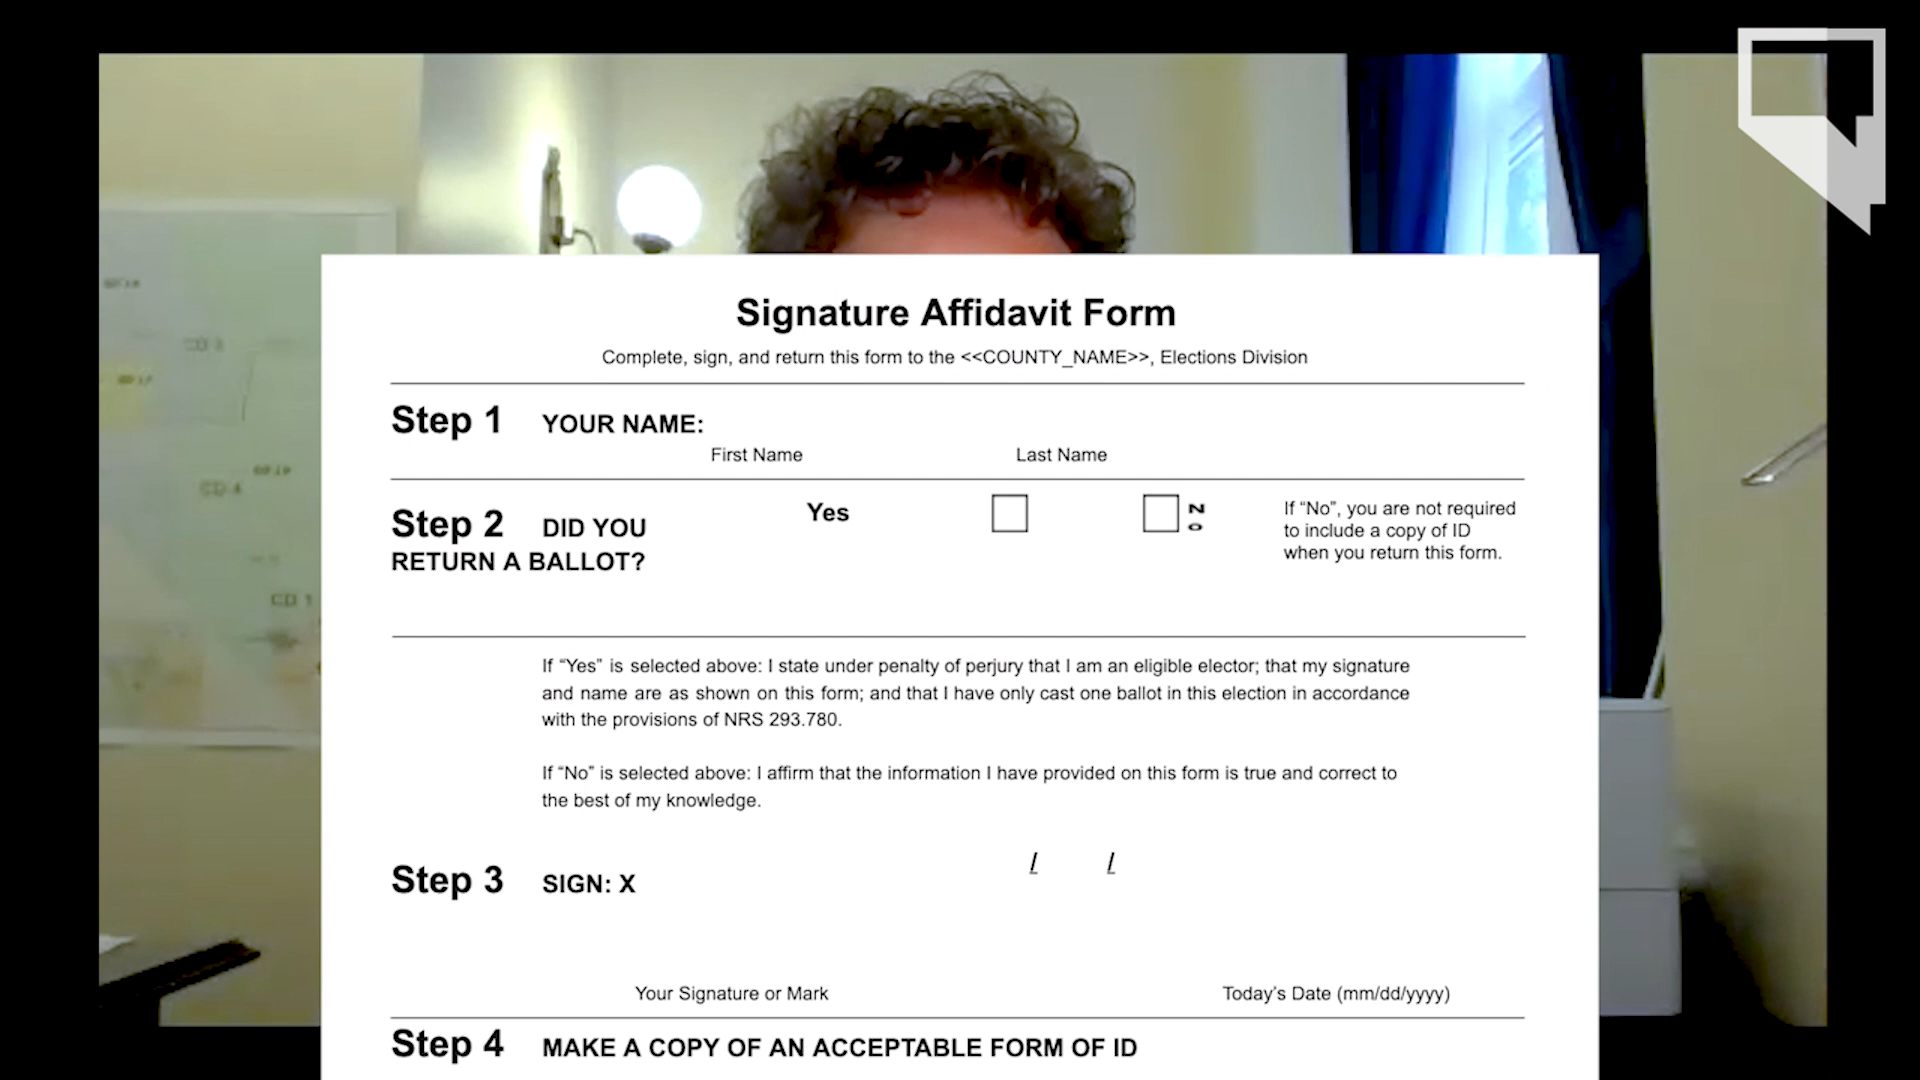 Signature Affidavit Form
Complete, sign, and return this form to the <<COUNTY_NAME>>, Elections Division
Step 1 YOUR NAME:
First Name Last Name
Step 2 DID YOU
RETURN A BALLOT?
Yes
No
If “No”, you are not required
to include a copy of ID
when you return this form.
If “Yes” is selected above: I state under penalty of perjury that I am an eligible elector; that my signature
and name are as shown on this form; and that I have only cast one ballot in this election in accordance
with the provisions of NRS 293.780.
If “No” is selected above: I affirm that the information I have provided on this form is true and correct to
the best of my knowledge.
/ /
Step 3 SIGN: X
Your Signature or Mark Today’s Date (mm/dd/yyyy)
Step 4 MAKE A COPY OF AN ACCEPTABLE FORM OF ID
CD 4
CD 1